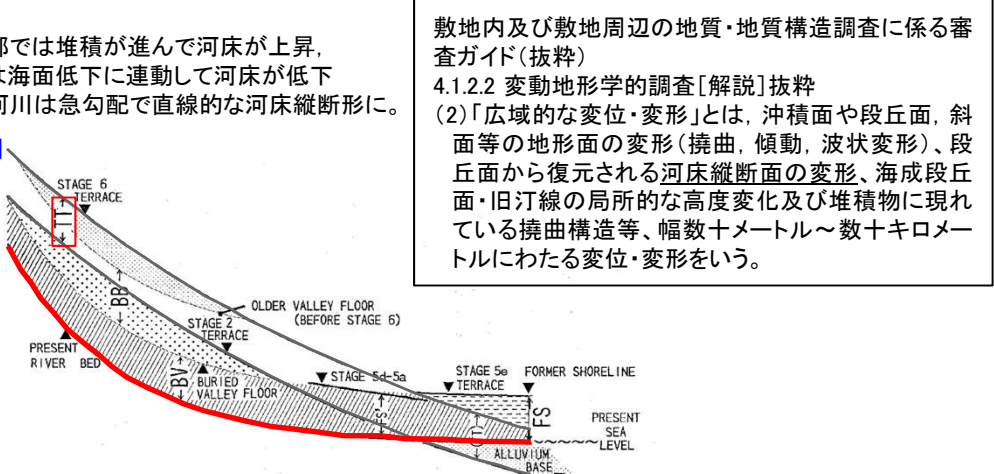 部では堆積が進んで河床が上昇,
は海面低下に連動して河床が低下
河川は急勾配で直線的な河床縦断形に。
敷地内及び敷地周辺の地質・地質構造調査に係る審
査ガイド(抜粋)
4.1.2.2 変動地形学的調査[解説]抜粋
(2)「広域的な変位・変形」とは, 沖積面や段丘面, 斜
面等の地形面の変形(撓曲, 傾動, 波状変形)、段
丘面から復元される河床縦断面の変形、海成段丘
面・旧汀線の局所的な高度変化及び堆積物に現れ
ている撓曲構造等、幅数十メートル～数十キロメー
トルにわたる変位・変形をいう。
STAGE 6
TERRACE
TT
BB
OLDER VALLEY FLOOR
(BEFORE STAGE 6)
STAGE 2
TERRACE
PRESENT
RIVER BED
BV
BURIED
VALLEY FLOOR
STAGE 5d-5a
STAGE 5e
TERRACE
FORMER SHORELINE
FS'
FS
PRESENT
SEA
LEVEL
ALLUVIUM
BASE